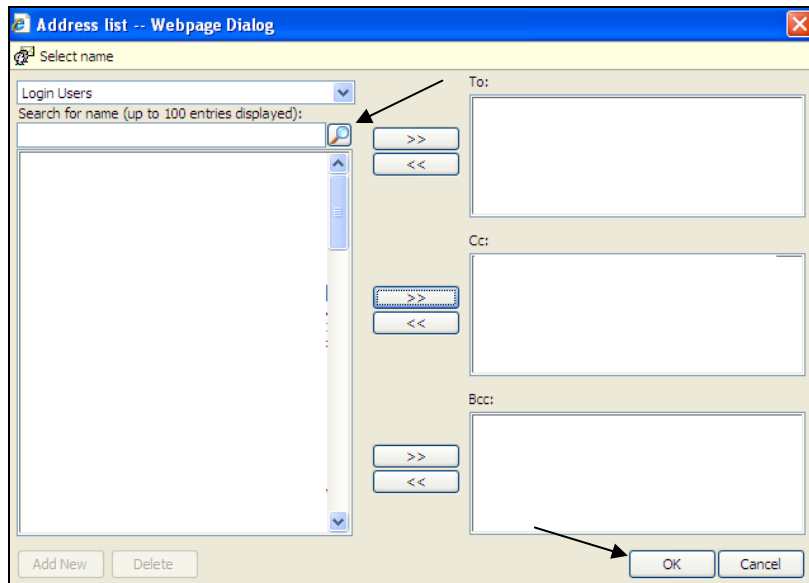 Address list -- Webpage Dialog
Select name
Login Users
Search for name (up to 100 entries displayed):
To:
>>
<<
Cc:
>>
<<
Bcc:
>>
<<
Add New
Delete
OK
Cancel